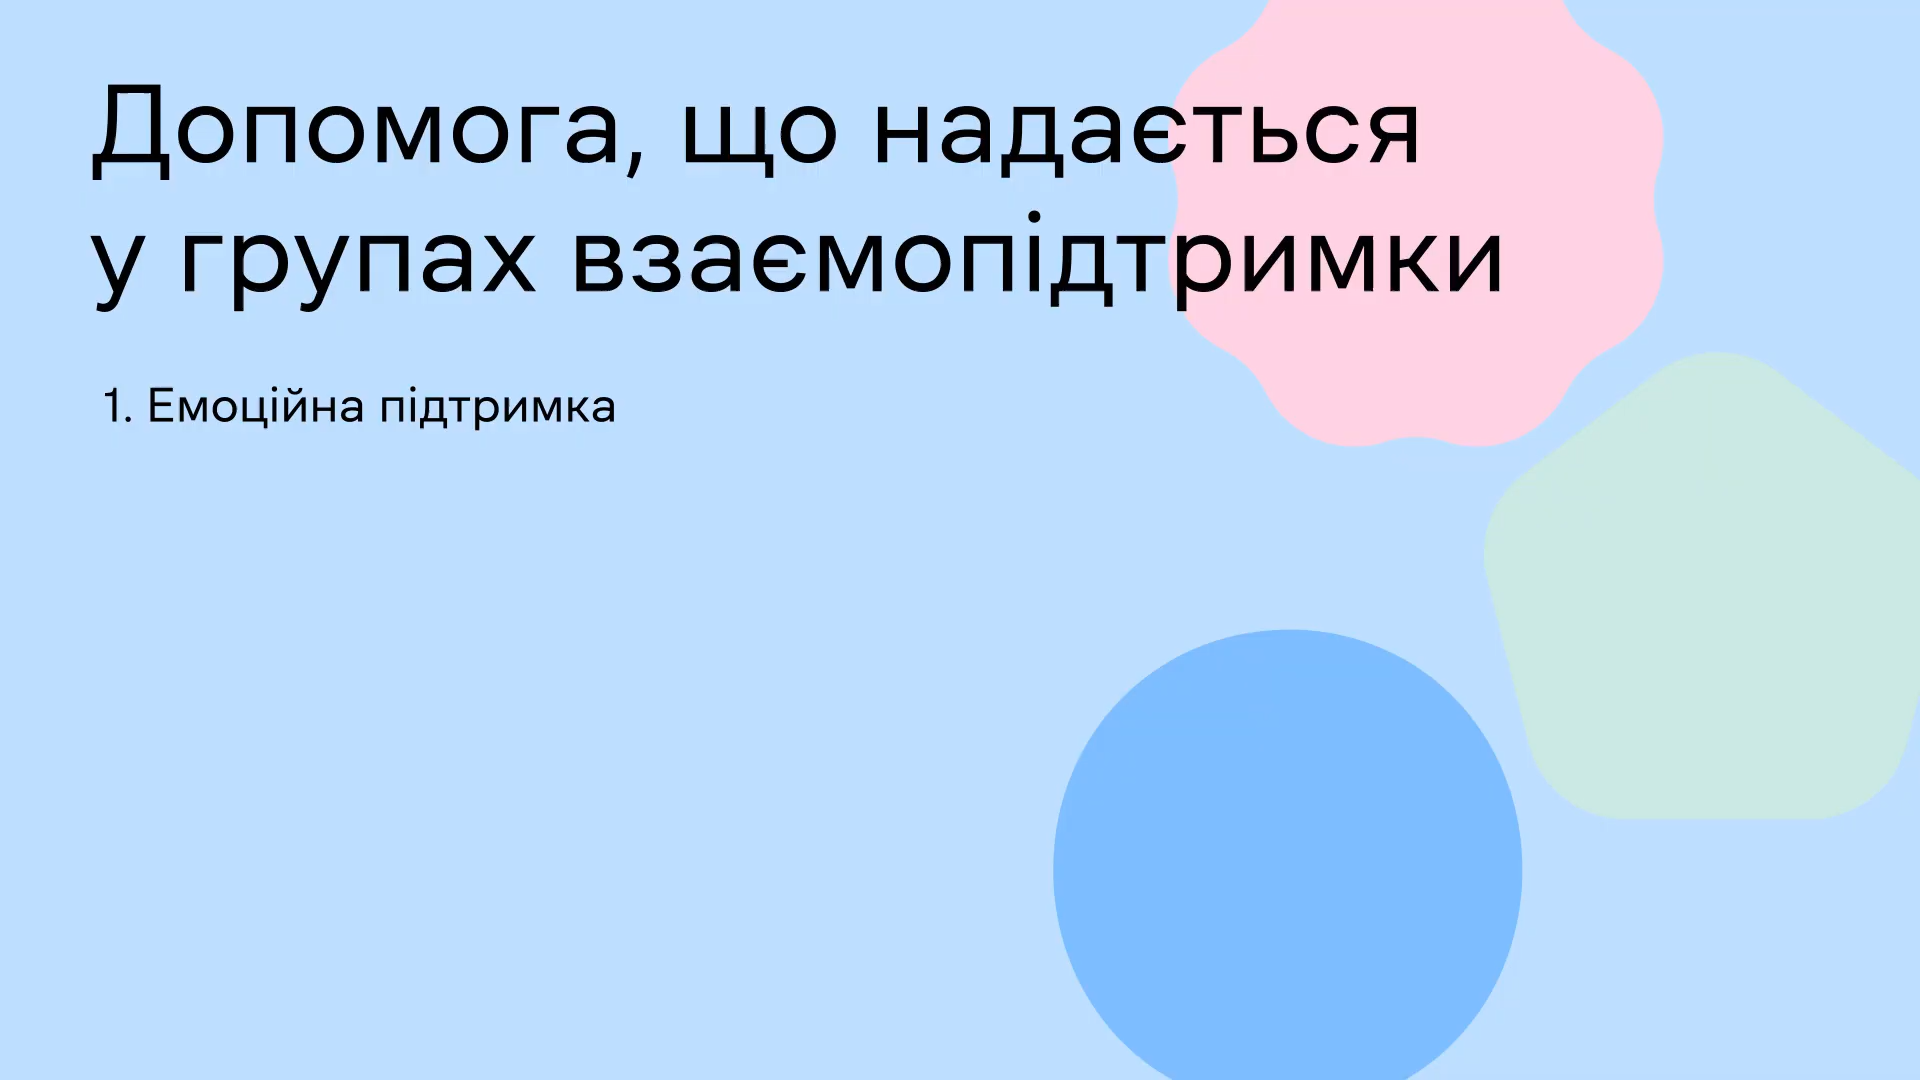 Допомога, що надається
у групах взаємопідтримки
1. Емоційна підтримка